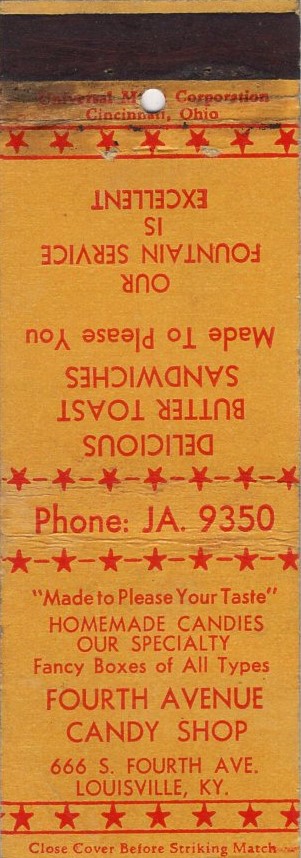 Universal Corporation
Cincinnati, Ohio
DELICIOUS
BUTTER TOAST
SANDWICHES
Made To Please You
OUR
FOUNTAIN SERVICE
IS
EXCELLENT
Phone: JA. 9350
"Made to Please Your Taste"
HOMEMADE CANDIES
OUR SPECIALTY
Fancy Boxes of All Types
FOURTH AVENUE
CANDY SHOP
666 S. FOURTH AVE.
LOUISVILLE, KY.
Close Cover Before Striking Match